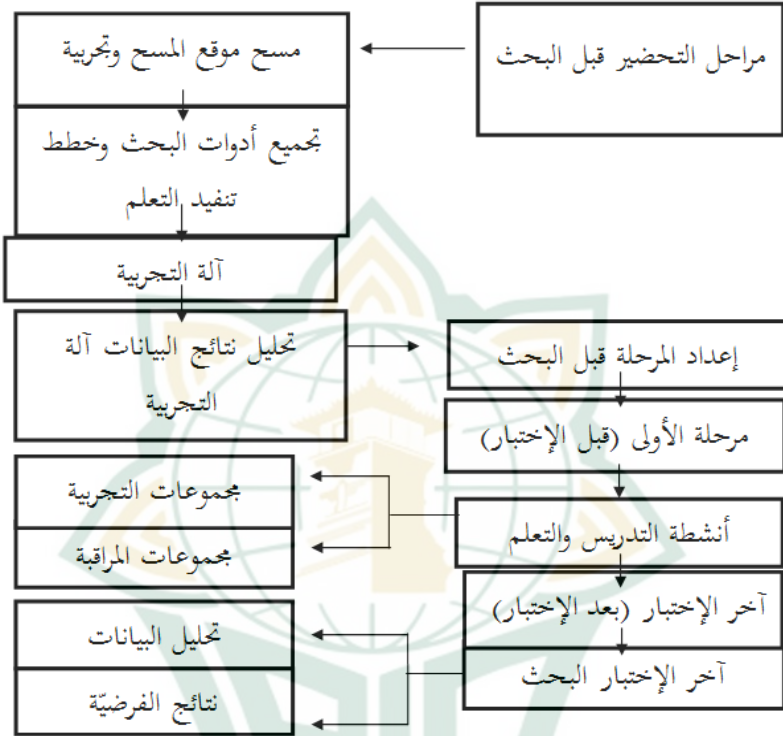 مراحل التحضير قبل البحث
مسح موقع المسح وتجربية
تجميع أدوات البحث وخطط
تنفيد التعلم
آلة التجربية
تحليل نتائج البيانات آلة
التجربية
إعداد المرحلة قبل البحث
مرحلة الأولى (قبل الإختبار)
أنشطة التدريس والتعلم
مجموعات التجربية
مجموعات المراقبة
آخر الإختبار (بعد الإختبار)
آخر الإختبار البحث
تحليل البيانات
نتائج الفرضيّة